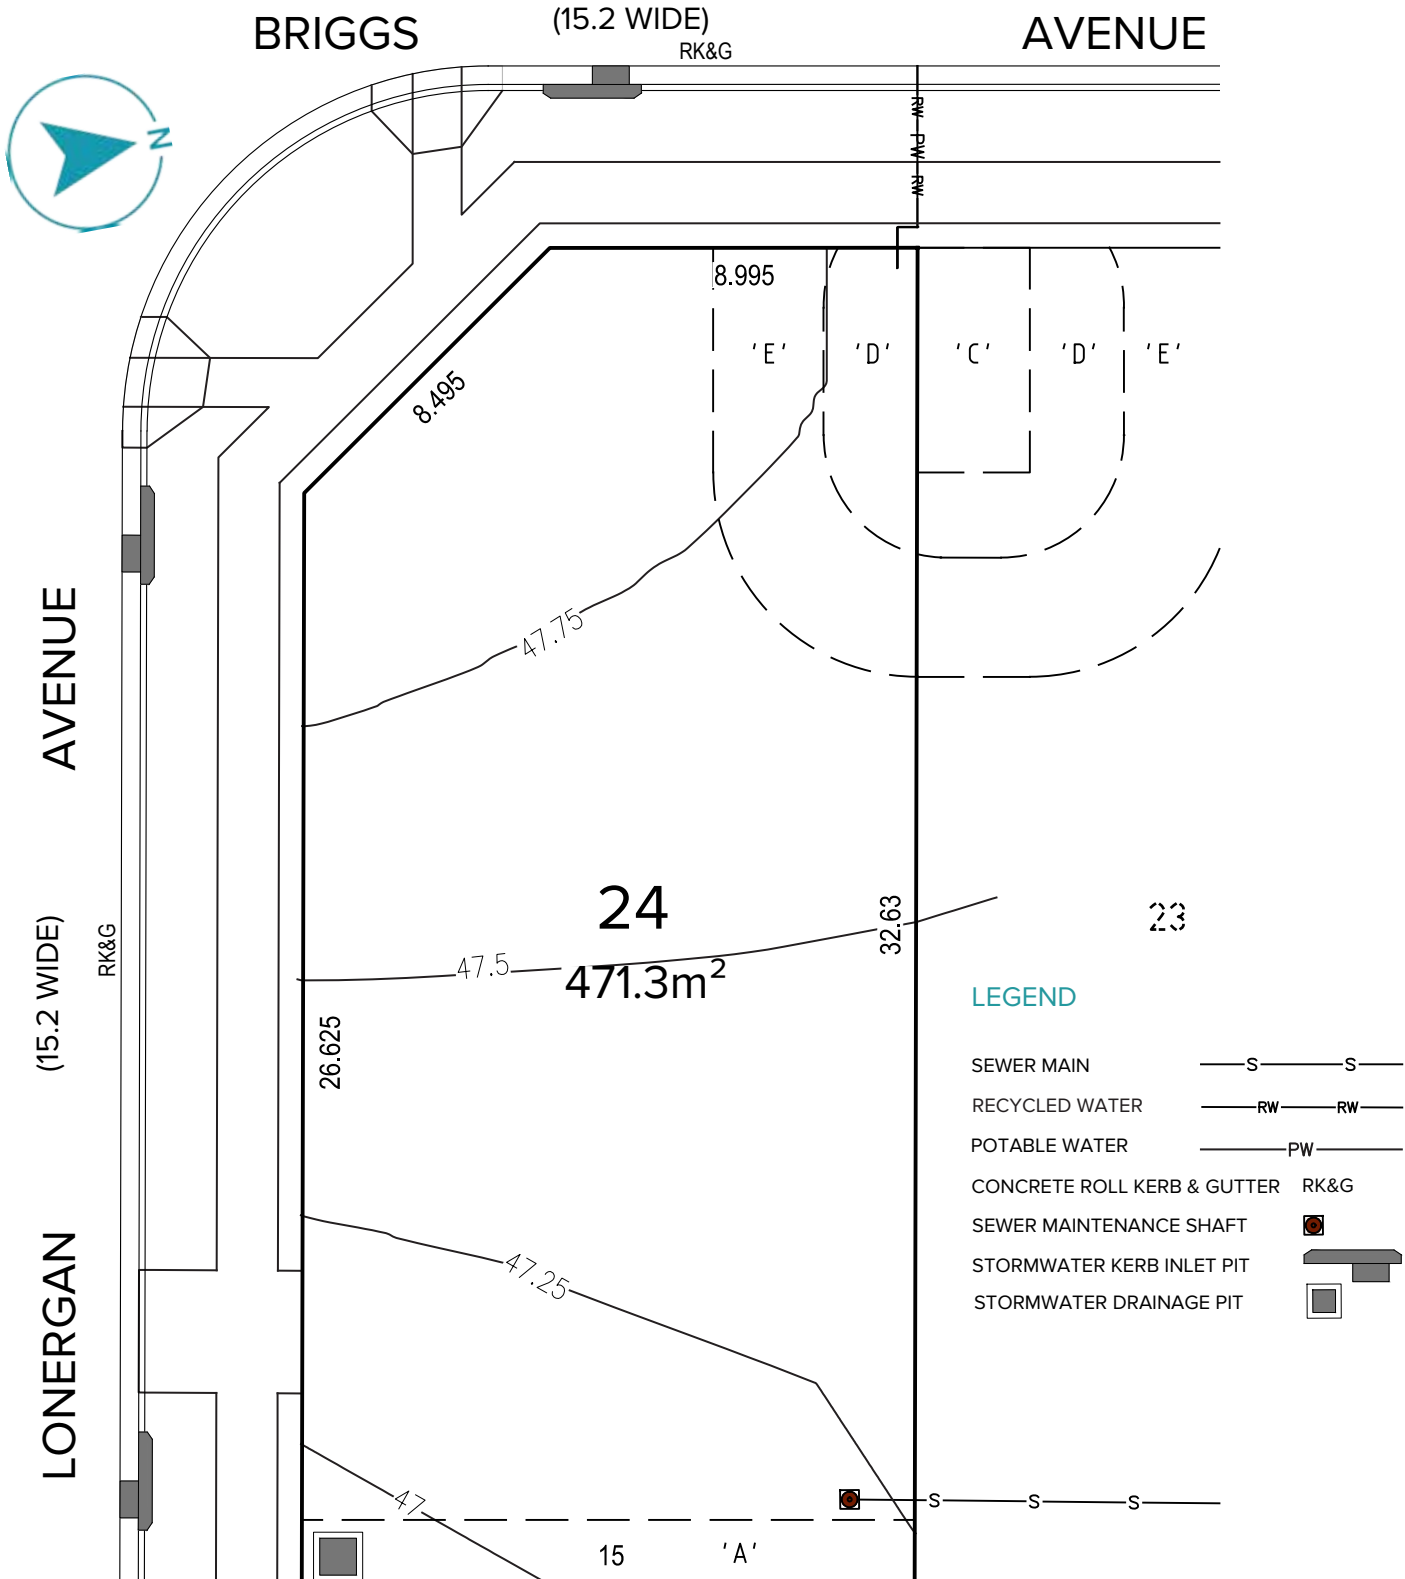 BRIGGS
(15.2 WIDE)
AVENUE
RK&G
N
RW
PW
RW
8.995
'E'
'D'
'C'
'D'
'E'
8.495
47.75
AVENUE
24
471.3m²
32.63
23
(15.2 WIDE)
RK&G
47.5
26.625
LEGEND
SEWER MAIN S S
RECYCLED WATER RW RW
POTABLE WATER PW
CONCRETE ROLL KERB & GUTTER RK&G
SEWER MAINTENANCE SHAFT
STORMWATER KERB INLET PIT
STORMWATER DRAINAGE PIT
47.25
LONERGAN
47
S S S
15 'A'